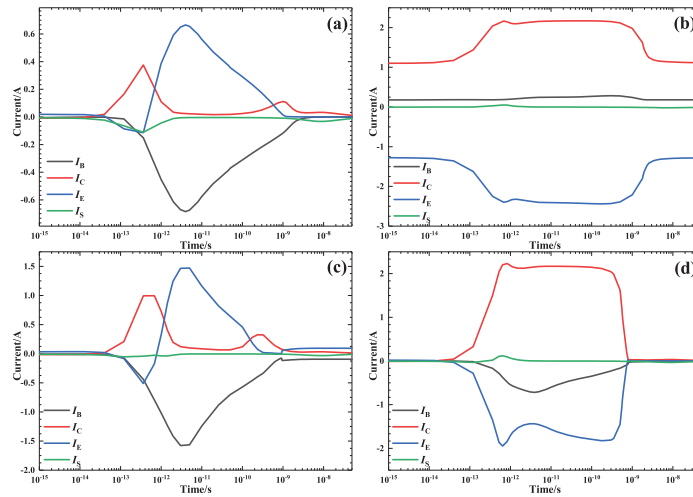 (a)
Current/A
0.8
0.6
0.4
0.2
0.0
-0.2
-0.4
-0.6
I_B
I_C
I_E
I_S
10^-15 10^-14 10^-13 10^-12 10^-11 10^-10 10^-9 10^-8
Time/s
(b)
Current/A
2
1
0
-1
-2
-3
I_B
I_C
I_E
I_S
10^-15 10^-14 10^-13 10^-12 10^-11 10^-10 10^-9 10^-8
Time/s
(c)
Current/A
1.5
1.0
0.5
0.0
-0.5
-1.0
-1.5
-2.0
I_B
I_C
I_E
I_S
10^-15 10^-14 10^-13 10^-12 10^-11 10^-10 10^-9 10^-8
Time/s
(d)
Current/A
2
0
-2
I_B
I_C
I_E
I_S
10^-15 10^-14 10^-13 10^-12 10^-11 10^-10 10^-9 10^-8
Time/s